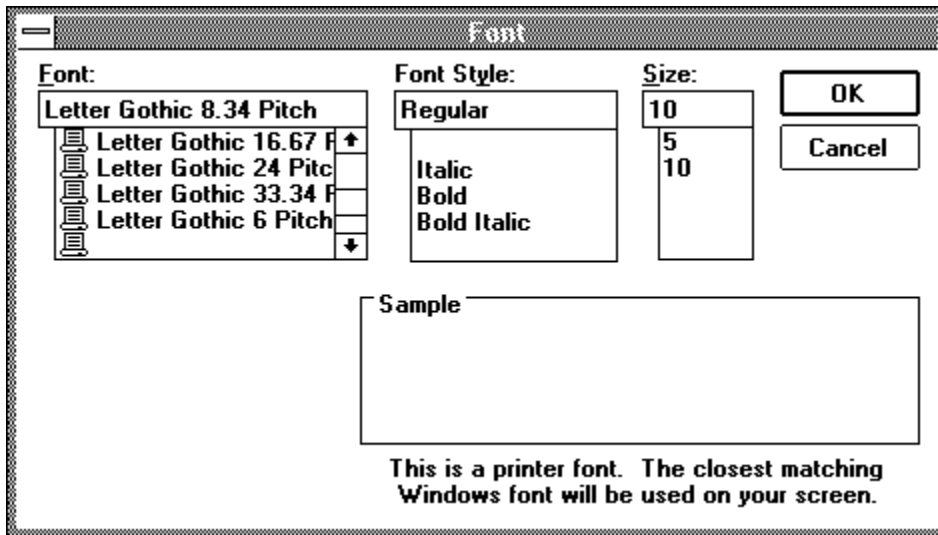 Font
Font:
Letter Gothic 8.34 Pitch
Letter Gothic 16.67 P
Letter Gothic 24 Pitc
Letter Gothic 33.34 P
Letter Gothic 6 Pitch
Font Style:
Regular
Italic
Bold
Bold Italic
Size:
10
5
10
OK
Cancel
Sample
This is a printer font. The closest matching
Windows font will be used on your screen.